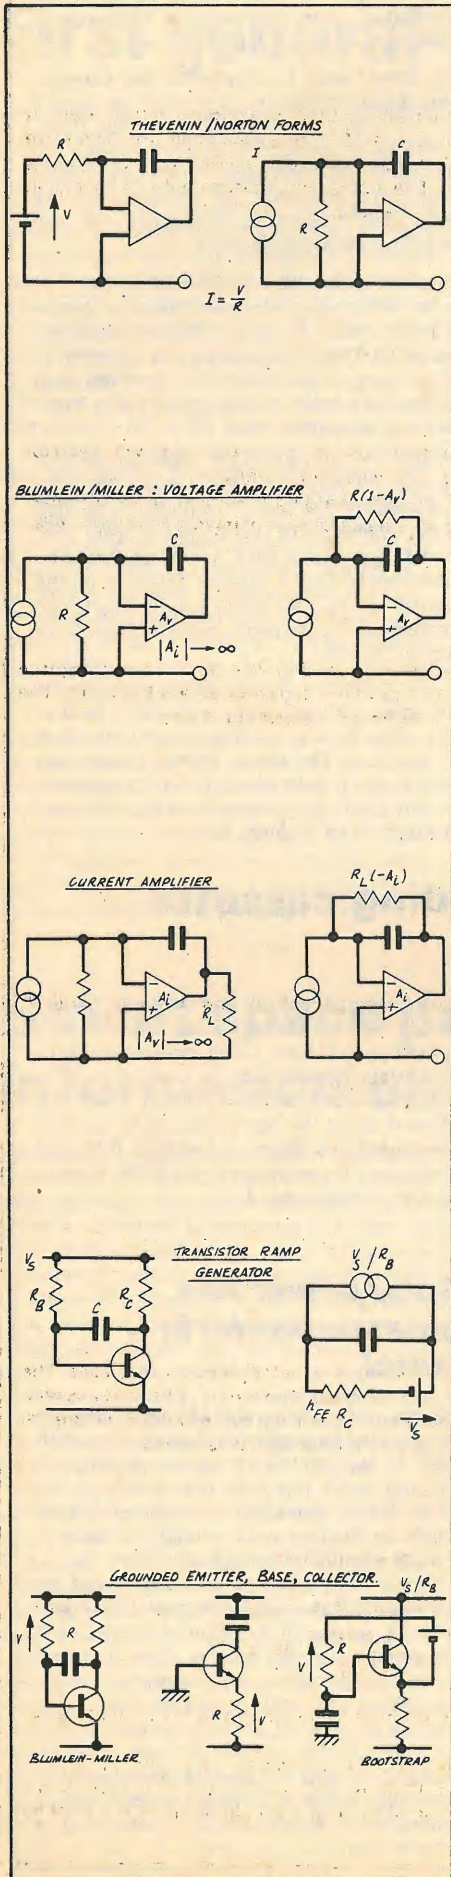 THEVENIN/NORTON FORMS
R
V
I
R
C
I = V/R
BLUMLEIN/MILLER : VOLTAGE AMPLIFIER
R
C
Av
|Ai| → ∞
R(1-Av)
C
Av
CURRENT AMPLIFIER
Ai
|Av| → ∞
RL
RL(-Ai)
Ai
TRANSISTOR RAMP
GENERATOR
Vs
RB
C
RC
Vs/RB
hFE RC
Vs
GROUNDED EMITTER, BASE, COLLECTOR.
V
R
BLUMLEIN-MILLER
R
V
Vs/RB
V
R
BOOTSTRAP